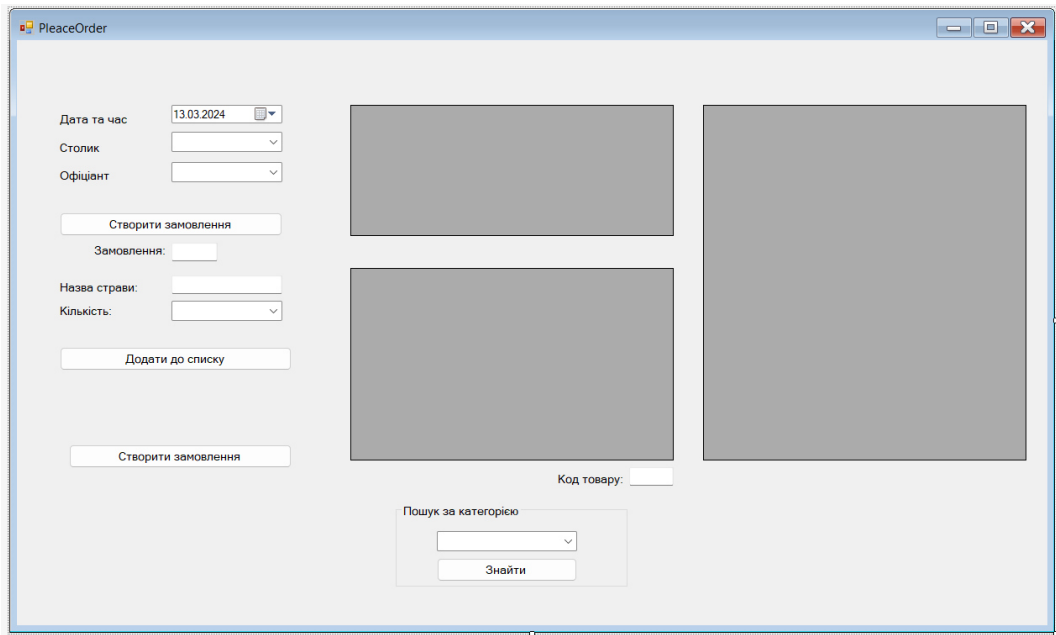 PleaceOrder
Дата та час
13.03.2024
Столик
Офіціант
Створити замовлення
Замовлення:
Назва страви:
Кількість:
Додати до списку
Створити замовлення
Код товару:
Пошук за категорією
Знайти